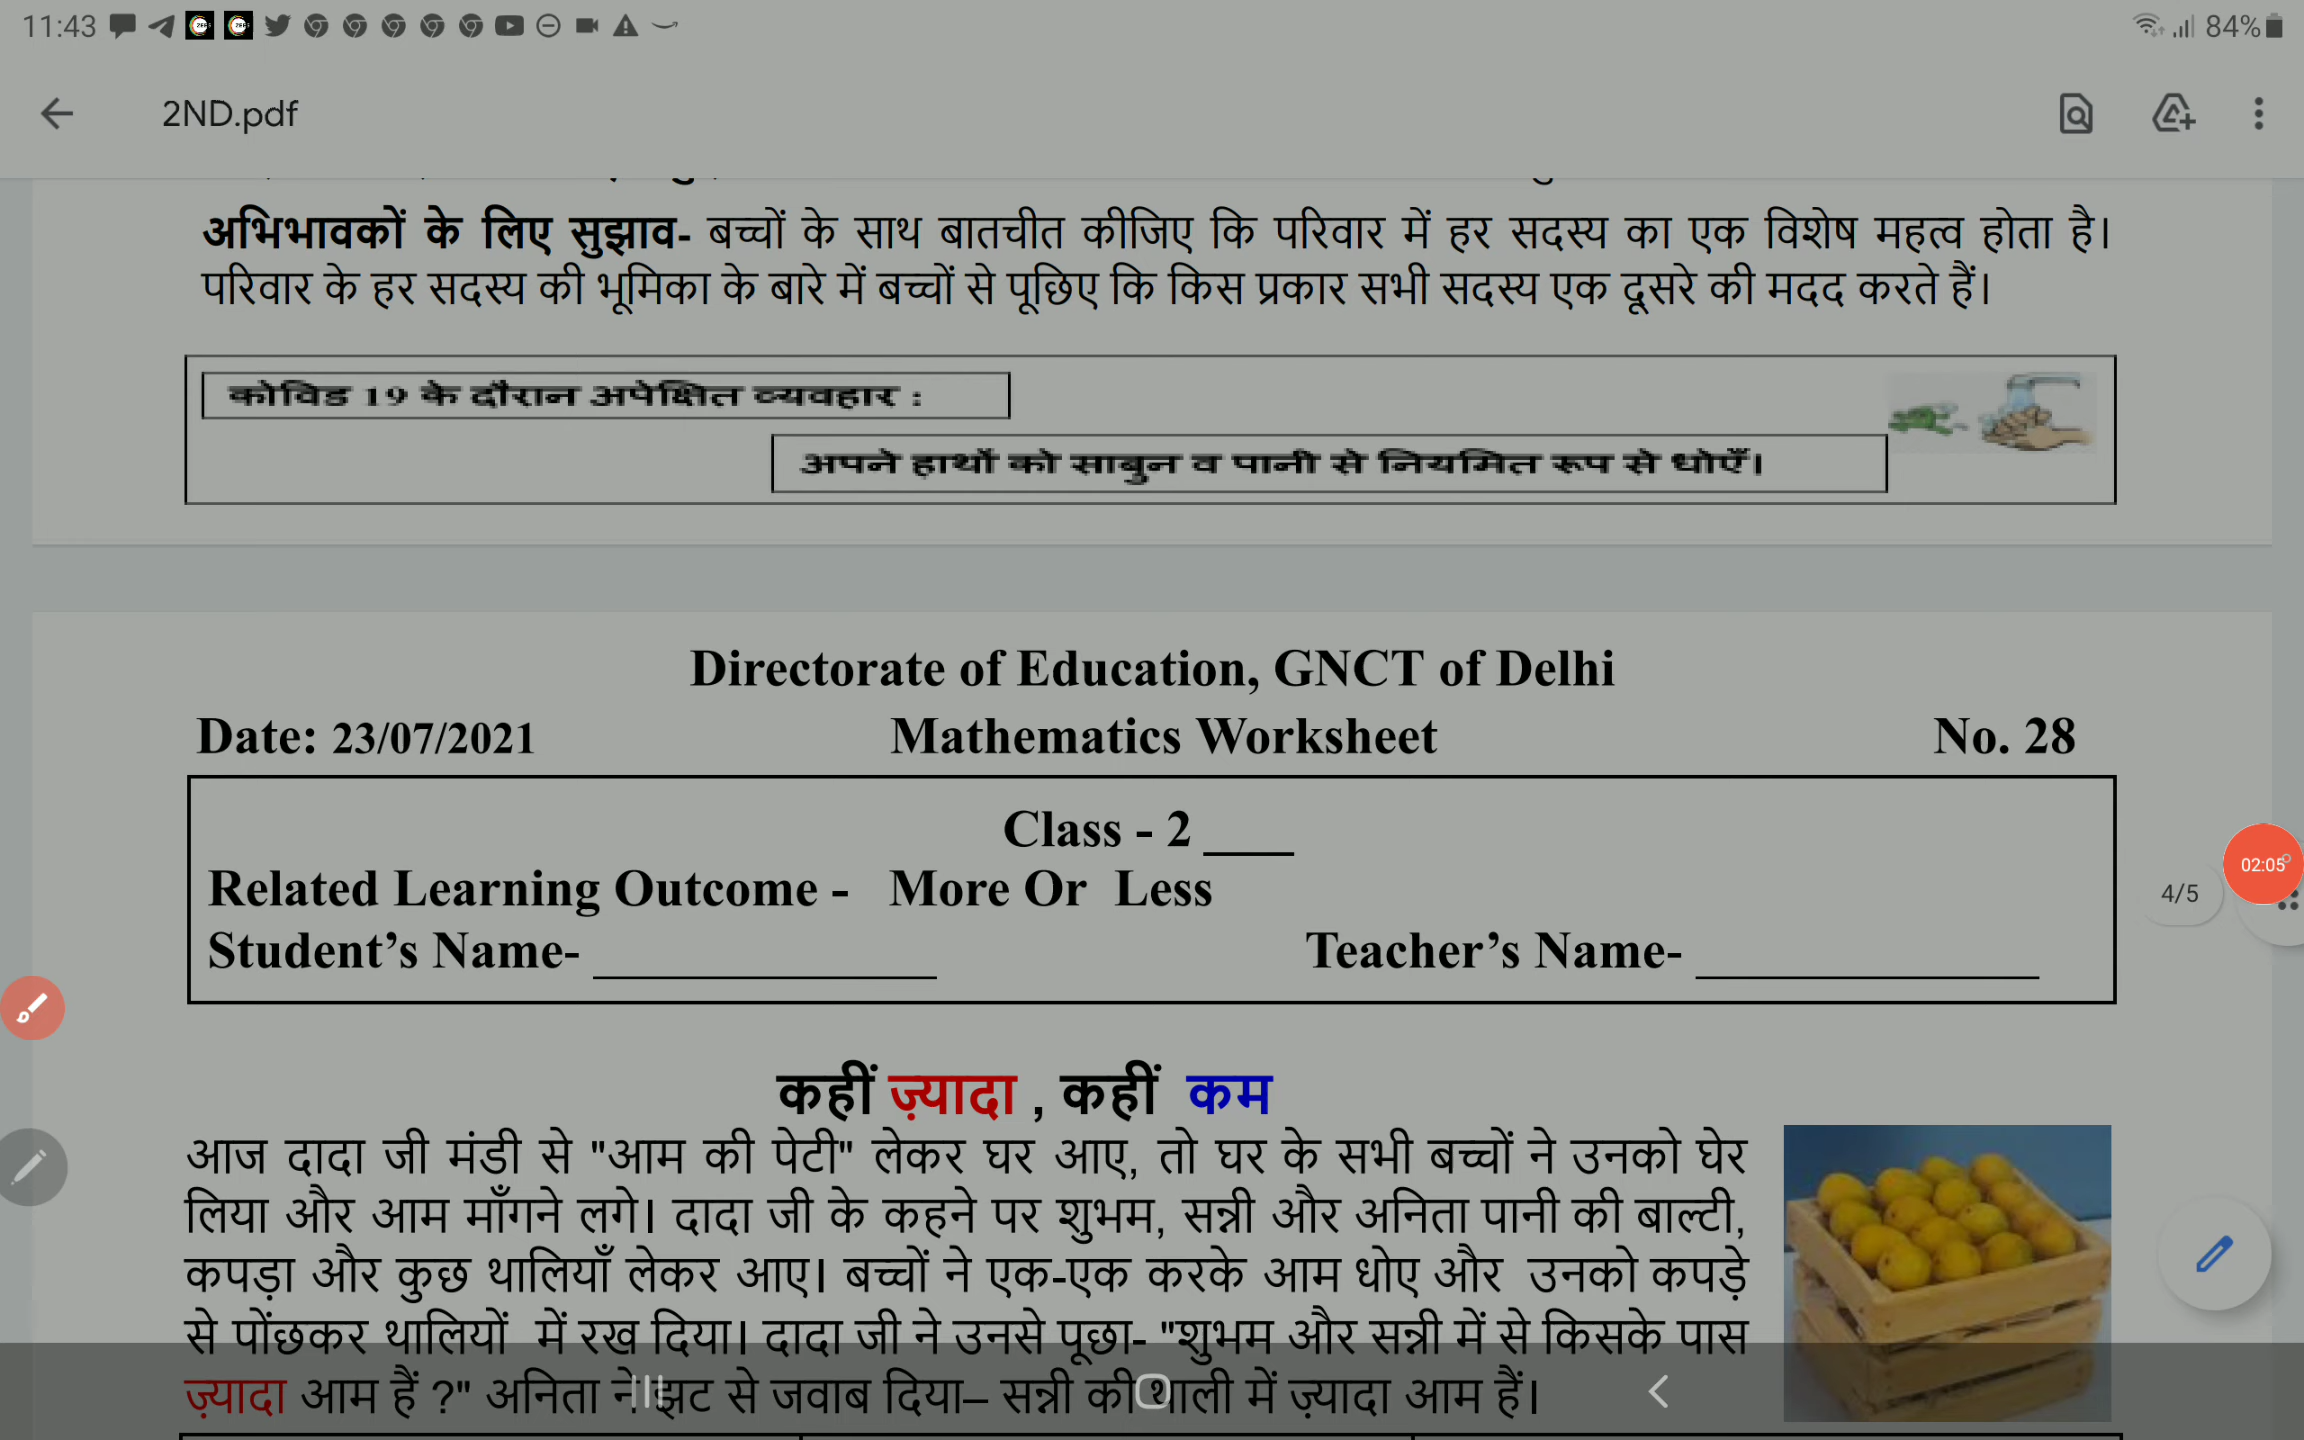 11:43
84%
2ND.pdf
अभिभावकों के लिए सुझाव- बच्चों के साथ बातचीत कीजिए कि परिवार में हर सदस्य का एक विशेष महत्व होता है।
परिवार के हर सदस्य की भूमिका के बारे में बच्चों से पूछिए कि किस प्रकार सभी सदस्य एक दूसरे की मदद करते हैं।
कोविड 19 के दौरान अपेक्षित व्यवहार :
अपने हाथों को साबुन व पानी से नियमित रूप से धोएँ।
Directorate of Education, GNCT of Delhi
Date: 23/07/2021 Mathematics Worksheet No. 28
Class - 2 ____
Related Learning Outcome - More Or Less
02:05
4/5
Student’s Name- ______________ Teacher’s Name- ______________
कहीं ज़्यादा , कहीं कम
आज दादा जी मंडी से "आम की पेटी" लेकर घर आए, तो घर के सभी बच्चों ने उनको घेर
लिया और आम माँगने लगे। दादा जी के कहने पर शुभम, सन्नी और अनिता पानी की बाल्टी,
कपड़ा और कुछ थालियाँ लेकर आए। बच्चों ने एक-एक करके आम धोए और उनको कपड़े
से पोंछकर थालियों में रख दिया। दादा जी ने उनसे पूछा- "शुभम और सन्नी में से किसके पास
ज़्यादा आम हैं ?" अनिता ने झट से जवाब दिया– सन्नी की थाली में ज़्यादा आम हैं।